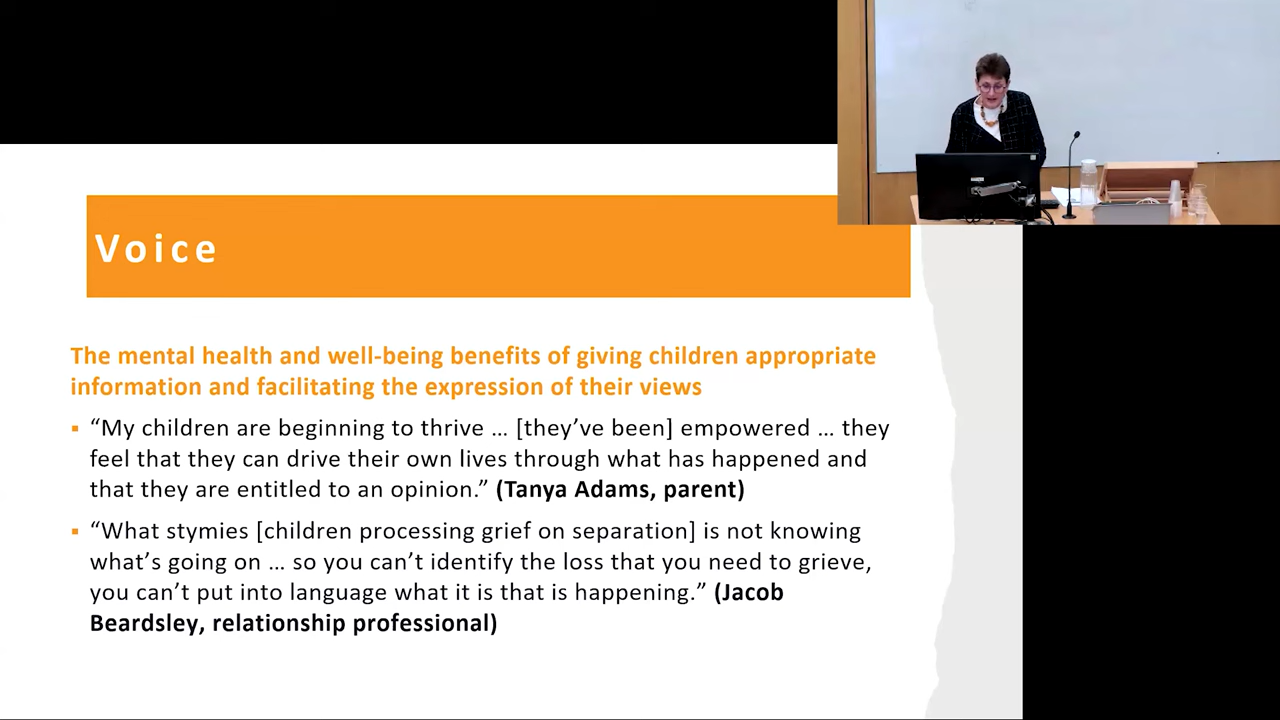 Voice
The mental health and well-being benefits of giving children appropriate
information and facilitating the expression of their views
▪ “My children are beginning to thrive … [they’ve been] empowered … they
feel that they can drive their own lives through what has happened and
that they are entitled to an opinion.” (Tanya Adams, parent)
▪ “What stymies [children processing grief on separation] is not knowing
what’s going on … so you can’t identify the loss that you need to grieve,
you can’t put into language what it is that is happening.” (Jacob
Beardsley, relationship professional)